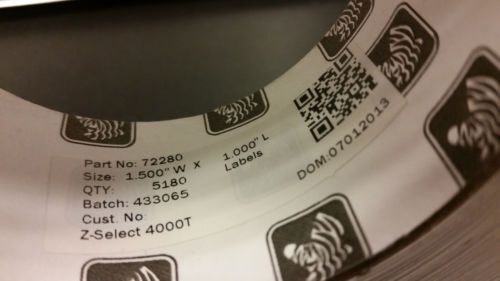 Part No: 72280
Size: 1.500" W x 1.000" L
QTY: 5180 Labels
Batch: 433065
Cust. No:
Z-Select 4000T
DOM:07012013